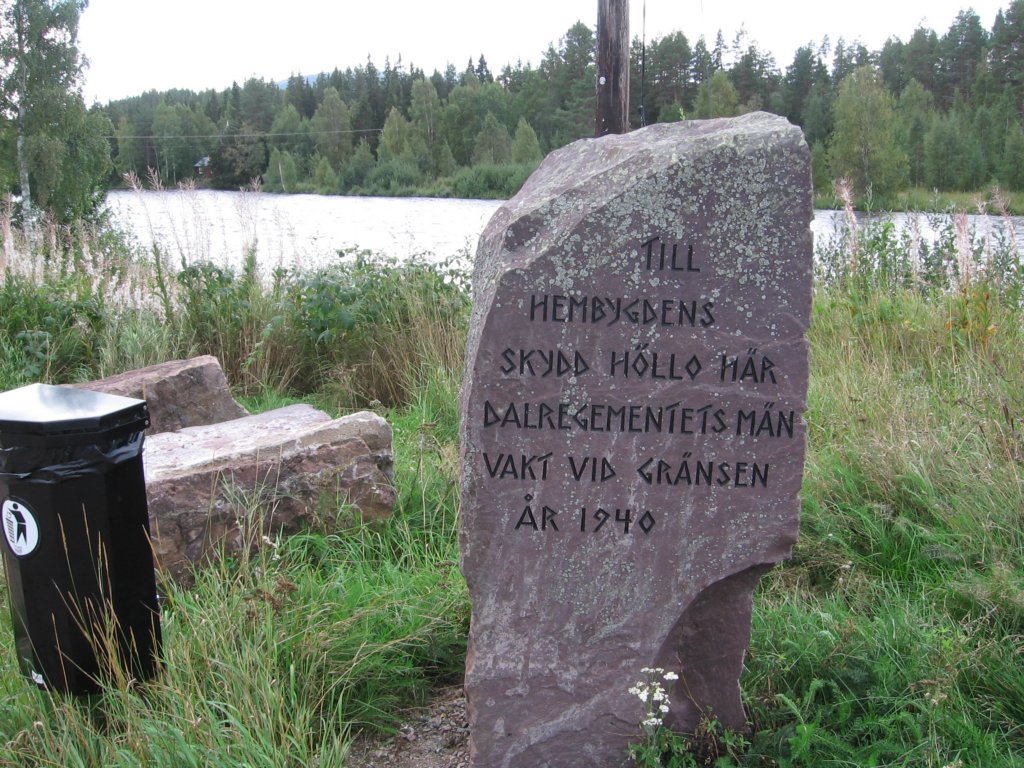 TILL
HEMBYGDENS
SKYDD HÖLLO HÄR
DALREGEMENTETS MÄN
VAKT VID GRÄNSEN
ÅR 1940